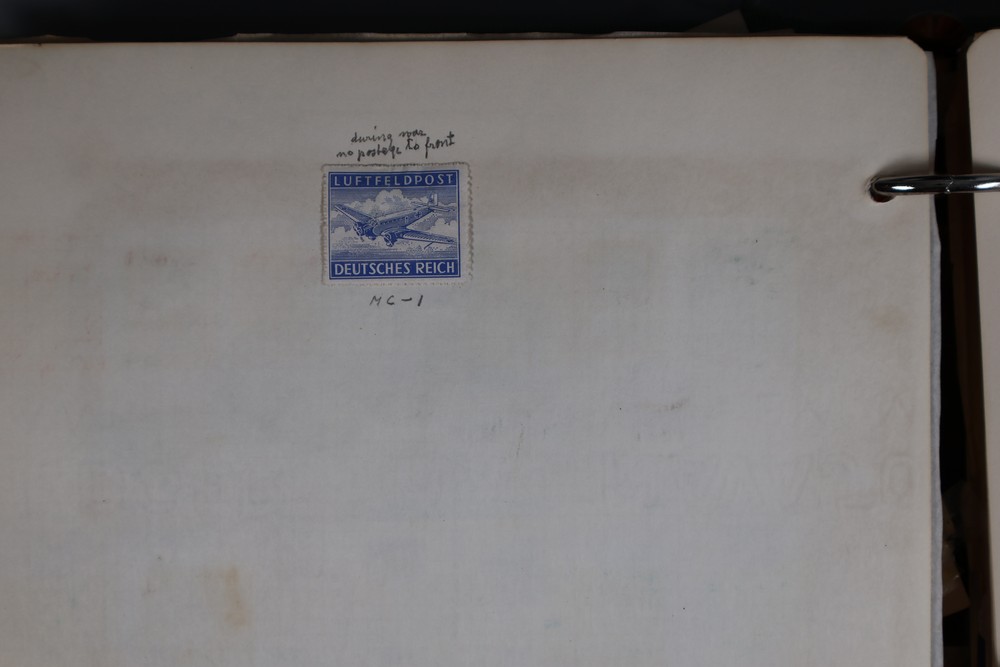 during war
no postage to front
LUFTFELDPOST
DEUTSCHES REICH
MC-1